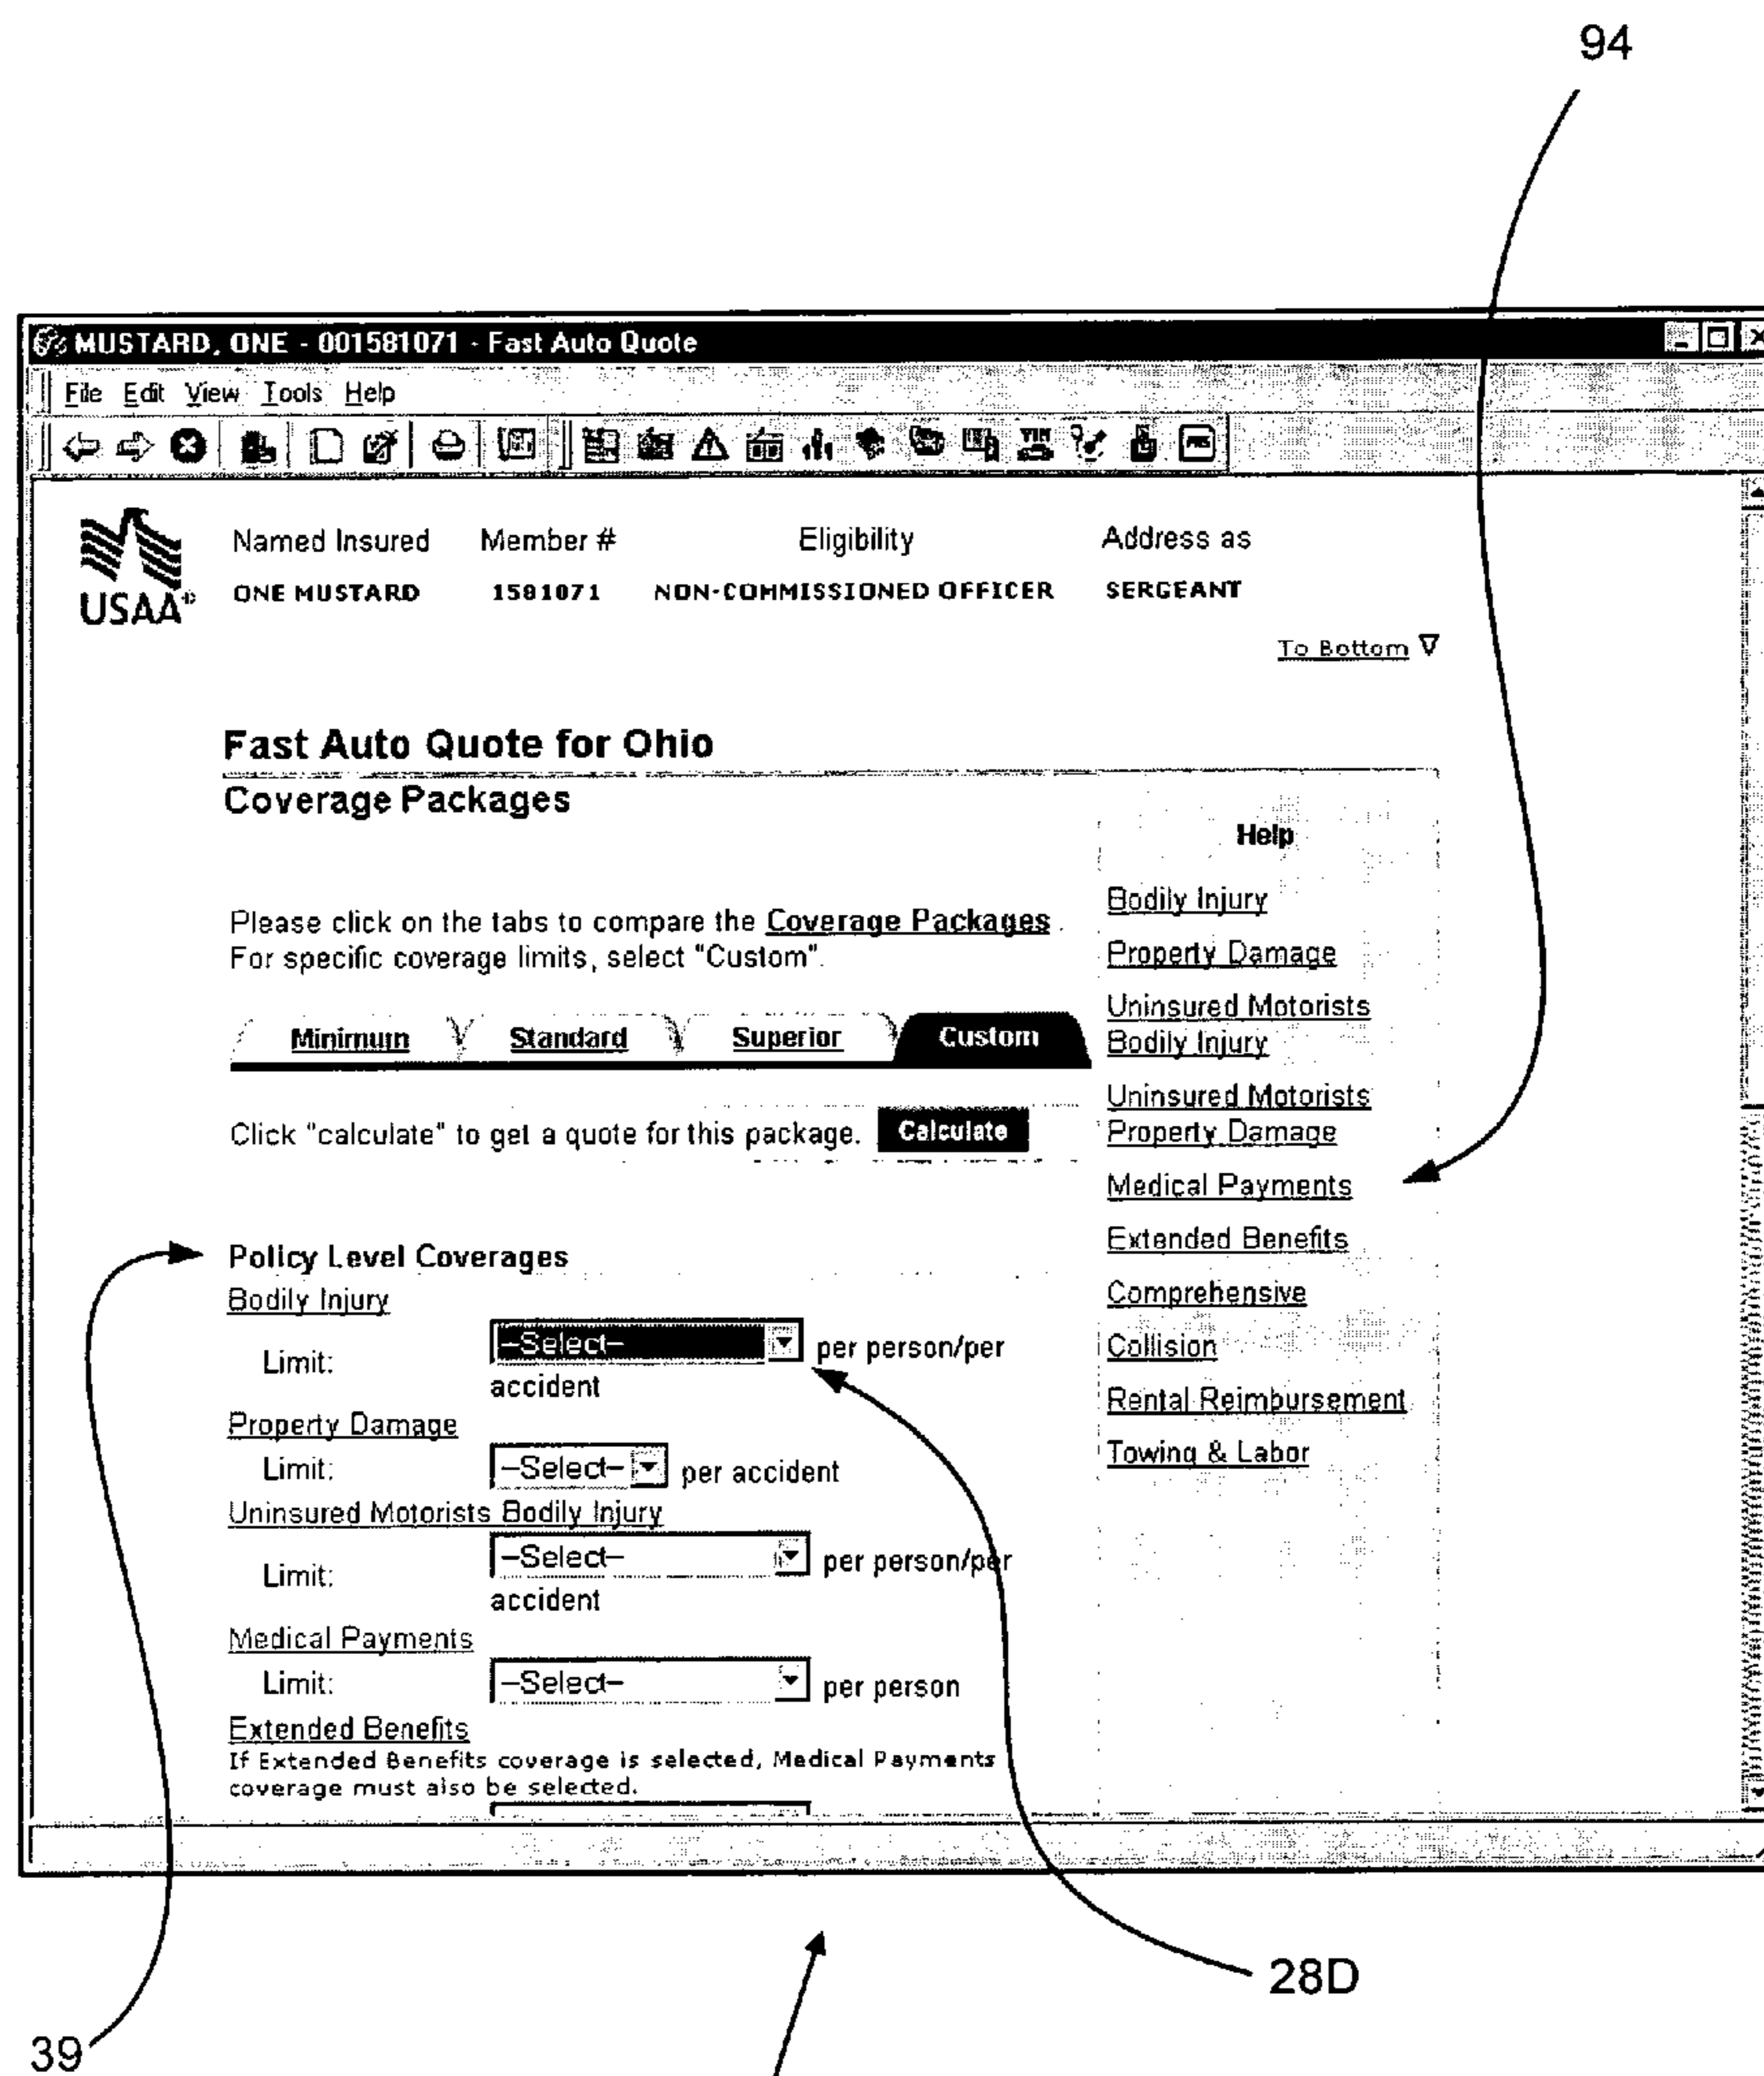 94
MUSTARD, ONE - 001581071 - Fast Auto Quote
File Edit View Tools Help
VIN
USAA®
Named Insured Member # Eligibility Address as
ONE MUSTARD 1581071 NON-COMMISSIONED OFFICER SERGEANT
To Bottom
Fast Auto Quote for Ohio
Coverage Packages
Please click on the tabs to compare the Coverage Packages.
For specific coverage limits, select "Custom".
Minimum Standard Superior Custom
Click "calculate" to get a quote for this package. Calculate
Policy Level Coverages
Bodily Injury
Limit: –Select– per person/per
accident
Property Damage
Limit: –Select– per accident
Uninsured Motorists Bodily Injury
Limit: –Select– per person/per
accident
Medical Payments
Limit: –Select– per person
Extended Benefits
If Extended Benefits coverage is selected, Medical Payments
coverage must also be selected.
Help
Bodily Injury
Property Damage
Uninsured Motorists
Bodily Injury
Uninsured Motorists
Property Damage
Medical Payments
Extended Benefits
Comprehensive
Collision
Rental Reimbursement
Towing & Labor
28D
39